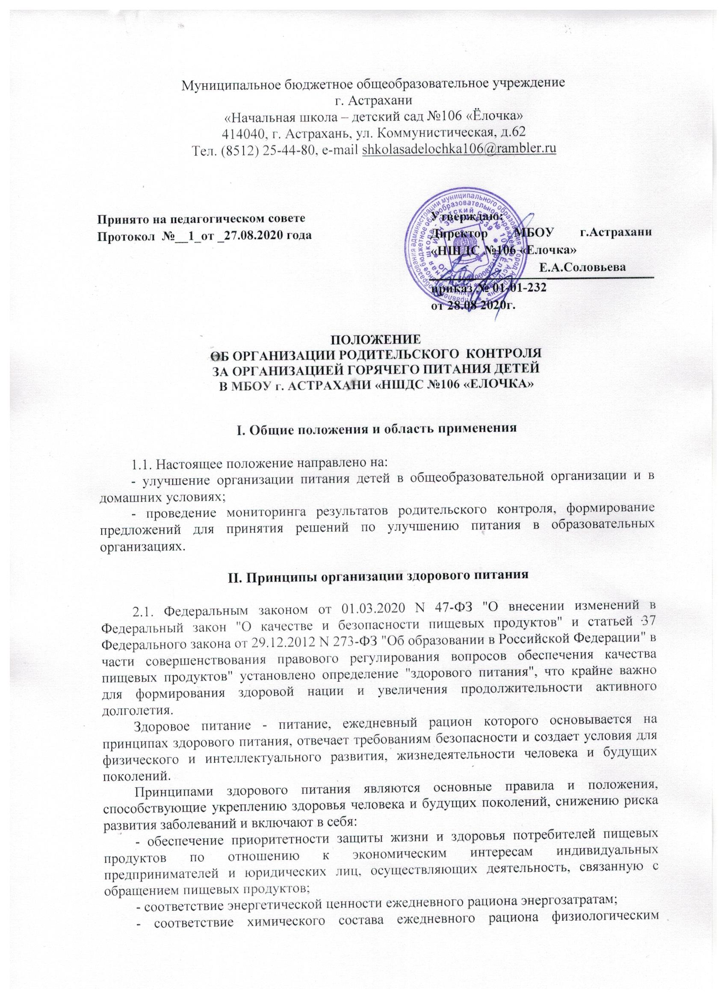 Муниципальное бюджетное общеобразовательное учреждение
г. Астрахани
«Начальная школа – детский сад №106 «Ёлочка»
414040, г. Астрахань, ул. Коммунистическая, д.62
Тел. (8512) 25-44-80, e-mail shkolasadelochka106@rambler.ru
Принято на педагогическом совете
Протокол №__1_от _27.08.2020 года
Утверждаю:
Директор МБОУ г.Астрахани
«НШДС №106 «Елочка»
Е.А.Соловьева
приказ № 01-01-232
от 28.08 2020г.
ПОЛОЖЕНИЕ
ОБ ОРГАНИЗАЦИИ РОДИТЕЛЬСКОГО КОНТРОЛЯ
ЗА ОРГАНИЗАЦИЕЙ ГОРЯЧЕГО ПИТАНИЯ ДЕТЕЙ
В МБОУ г. АСТРАХАНИ «НШДС №106 «ЕЛОЧКА»
I. Общие положения и область применения
1.1. Настоящее положение направлено на:
- улучшение организации питания детей в общеобразовательной организации и в
домашних условиях;
- проведение мониторинга результатов родительского контроля, формирование
предложений для принятия решений по улучшению питания в образовательных
организациях.
II. Принципы организации здорового питания
2.1. Федеральным законом от 01.03.2020 N 47-ФЗ "О внесении изменений в
Федеральный закон "О качестве и безопасности пищевых продуктов" и статьей 37
Федерального закона от 29.12.2012 N 273-ФЗ "Об образовании в Российской Федерации" в
части совершенствования правового регулирования вопросов обеспечения качества
пищевых продуктов" установлено определение "здорового питания", что крайне важно
для формирования здоровой нации и увеличения продолжительности активного
долголетия.
Здоровое питание - питание, ежедневный рацион которого основывается на
принципах здорового питания, отвечает требованиям безопасности и создает условия для
физического и интеллектуального развития, жизнедеятельности человека и будущих
поколений.
Принципами здорового питания являются основные правила и положения,
способствующие укреплению здоровья человека и будущих поколений, снижению риска
развития заболеваний и включают в себя:
- обеспечение приоритетности защиты жизни и здоровья потребителей пищевых
продуктов по отношению к экономическим интересам индивидуальных
предпринимателей и юридических лиц, осуществляющих деятельность, связанную с
обращением пищевых продуктов;
- соответствие энергетической ценности ежедневного рациона энергозатратам;
- соответствие химического состава ежедневного рациона физиологическим